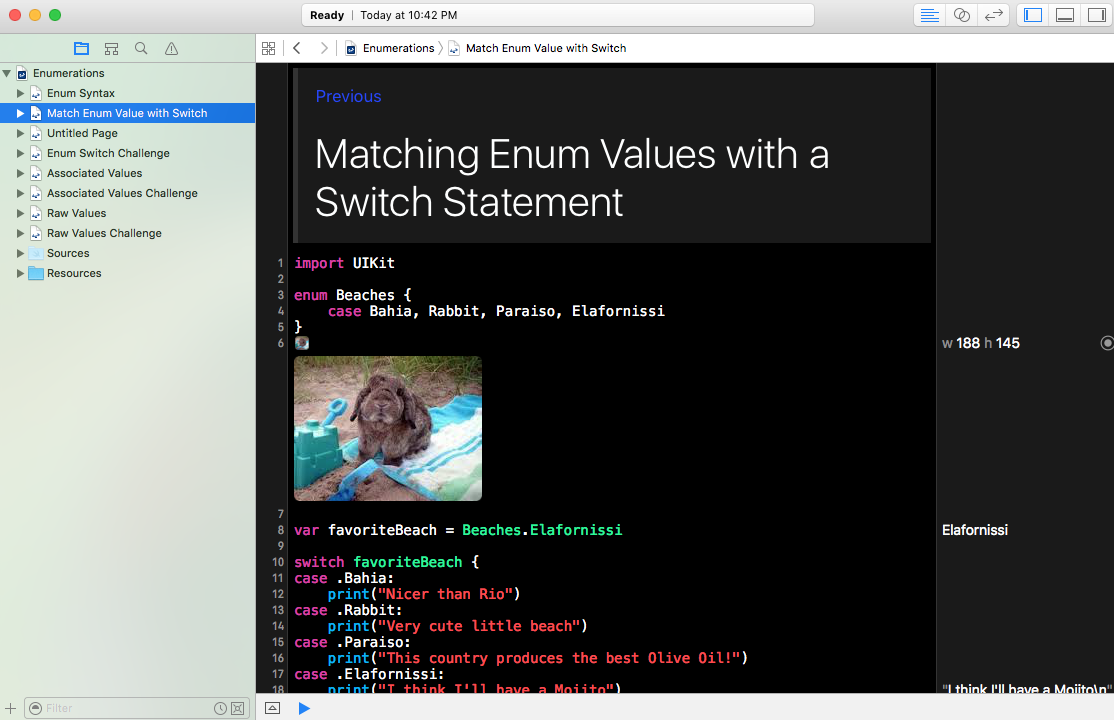 Ready | Today at 10:42 PM
Enumerations 〉 Match Enum Value with Switch
Enumerations
Enum Syntax
Match Enum Value with Switch
Untitled Page
Enum Switch Challenge
Associated Values
Associated Values Challenge
Raw Values
Raw Values Challenge
Sources
Resources
Filter
Previous
Matching Enum Values with a
Switch Statement
1 import UIKit
2
3 enum Beaches {
4     case Bahia, Rabbit, Paraiso, Elafornissi
5 }
6
w 188 h 145
7
8 var favoriteBeach = Beaches.Elafornissi
Elafornissi
9
10 switch favoriteBeach {
11 case .Bahia:
12     print("Nicer than Rio")
13 case .Rabbit:
14     print("Very cute little beach")
15 case .Paraiso:
16     print("This country produces the best Olive Oil!")
17 case .Elafornissi:
18     print("I think I'll have a Mojito")
"I think I'll have a Mojito\n"